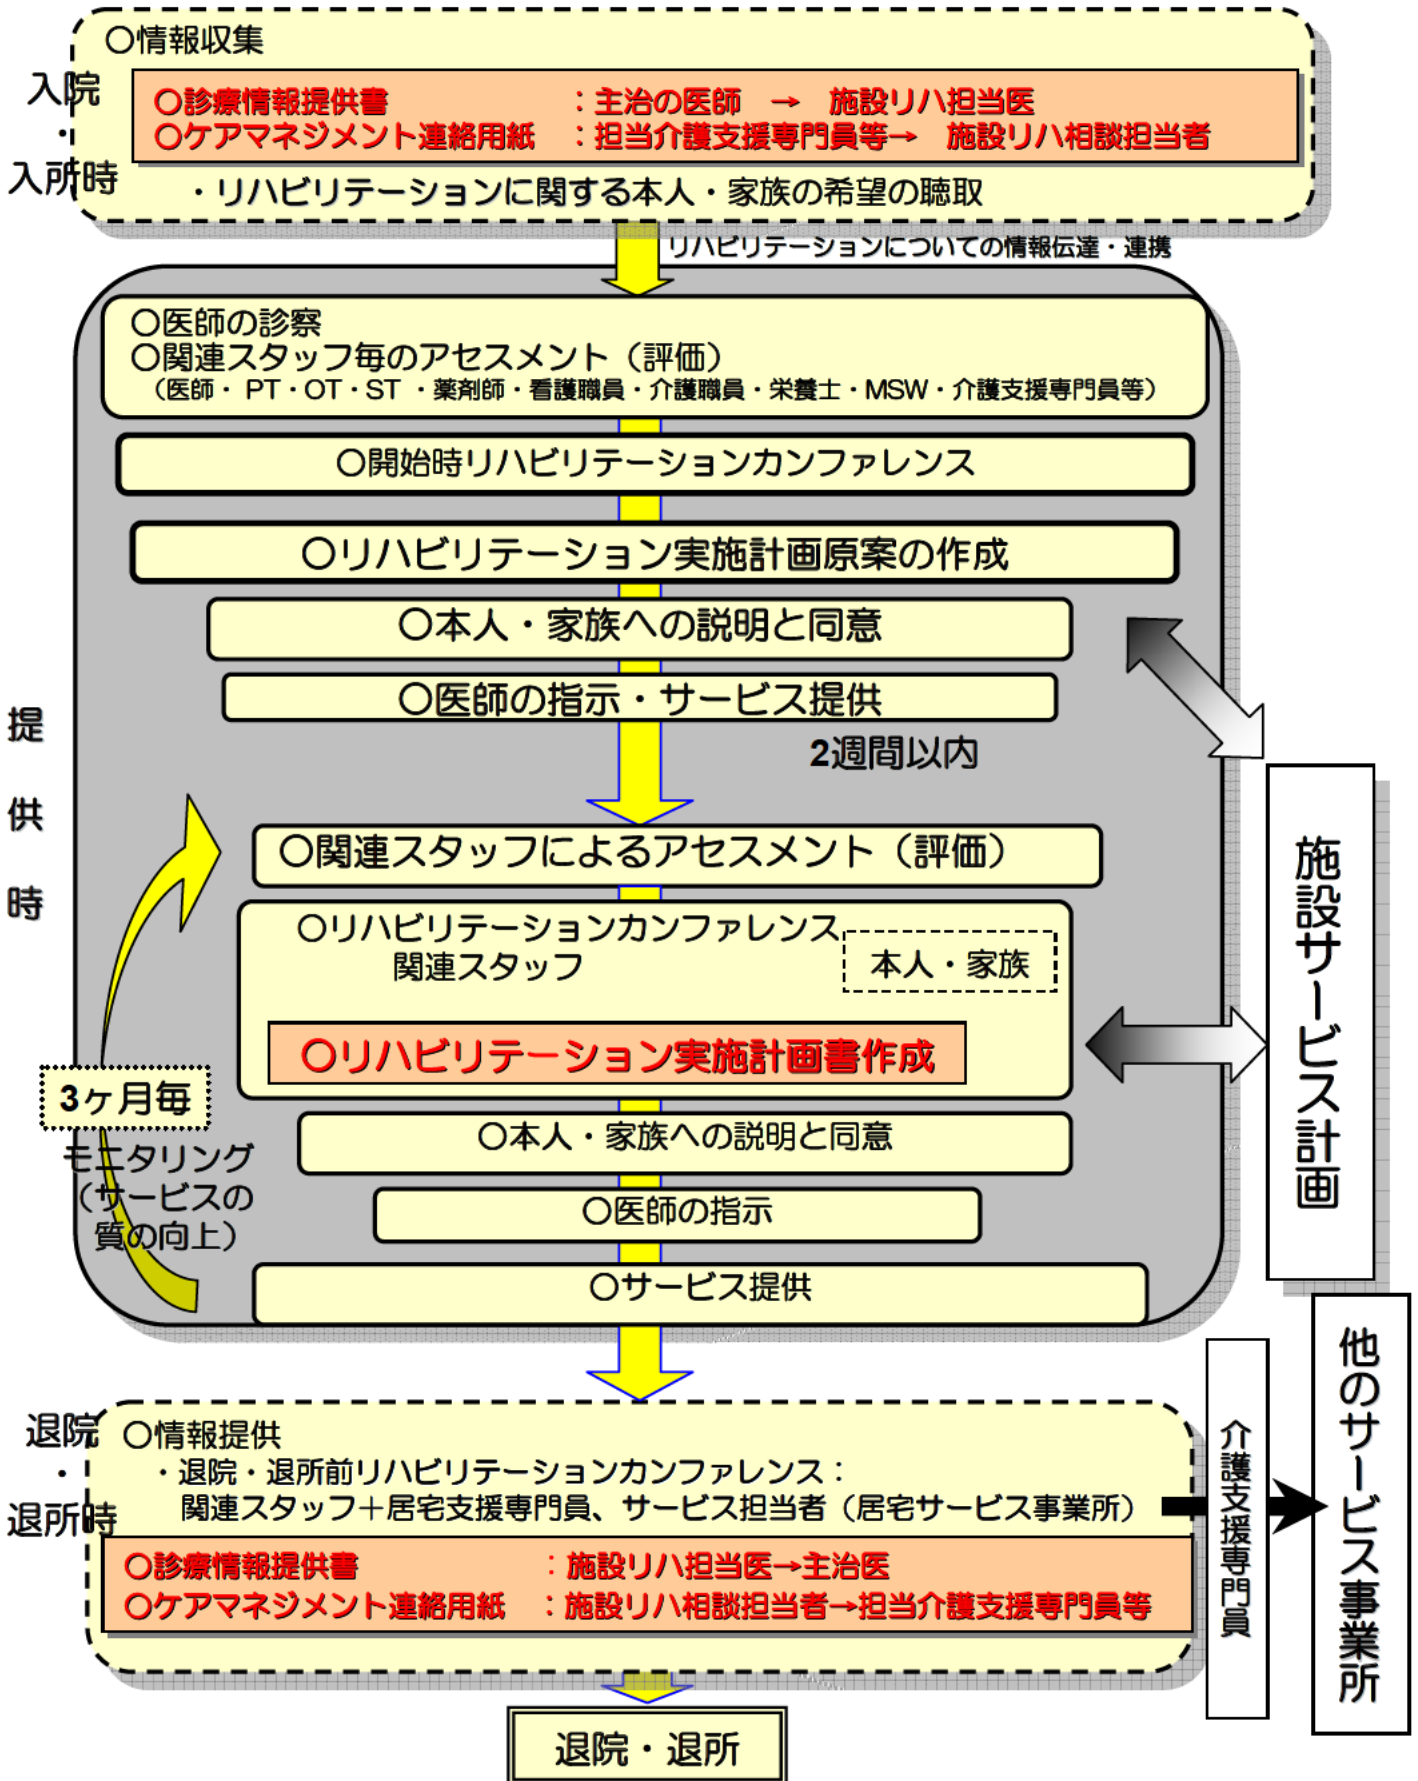 〇情報収集
入院
・
入所時
〇診療情報提供書　　　　　　：主治の医師　→　施設リハ担当医
〇ケアマネジメント連絡用紙　：担当介護支援専門員等→　施設リハ相談担当者
・リハビリテーションに関する本人・家族の希望の聴取
リハビリテーションについての情報伝達・連携
提供時
〇医師の診察
〇関連スタッフ毎のアセスメント（評価）
（医師・ PT・OT・ST ・薬剤師・看護職員・介護職員・栄養士・MSW・介護支援専門員等）
〇開始時リハビリテーションカンファレンス
〇リハビリテーション実施計画原案の作成
〇本人・家族への説明と同意
〇医師の指示・サービス提供
2週間以内
〇関連スタッフによるアセスメント（評価）
〇リハビリテーションカンファレンス
関連スタッフ
本人・家族
〇リハビリテーション実施計画書作成
3ヶ月毎
モニタリング
（サービスの
質の向上）
〇本人・家族への説明と同意
〇医師の指示
〇サービス提供
施設サービス計画
退院
・
退所時
〇情報提供
・退院・退所前リハビリテーションカンファレンス：
関連スタッフ＋居宅支援専門員、サービス担当者（居宅サービス事業所）
〇診療情報提供書　　　　　　：施設リハ担当医→主治医
〇ケアマネジメント連絡用紙　：施設リハ相談担当者→担当介護支援専門員等
介護支援専門員
他のサービス事業所
退院・退所